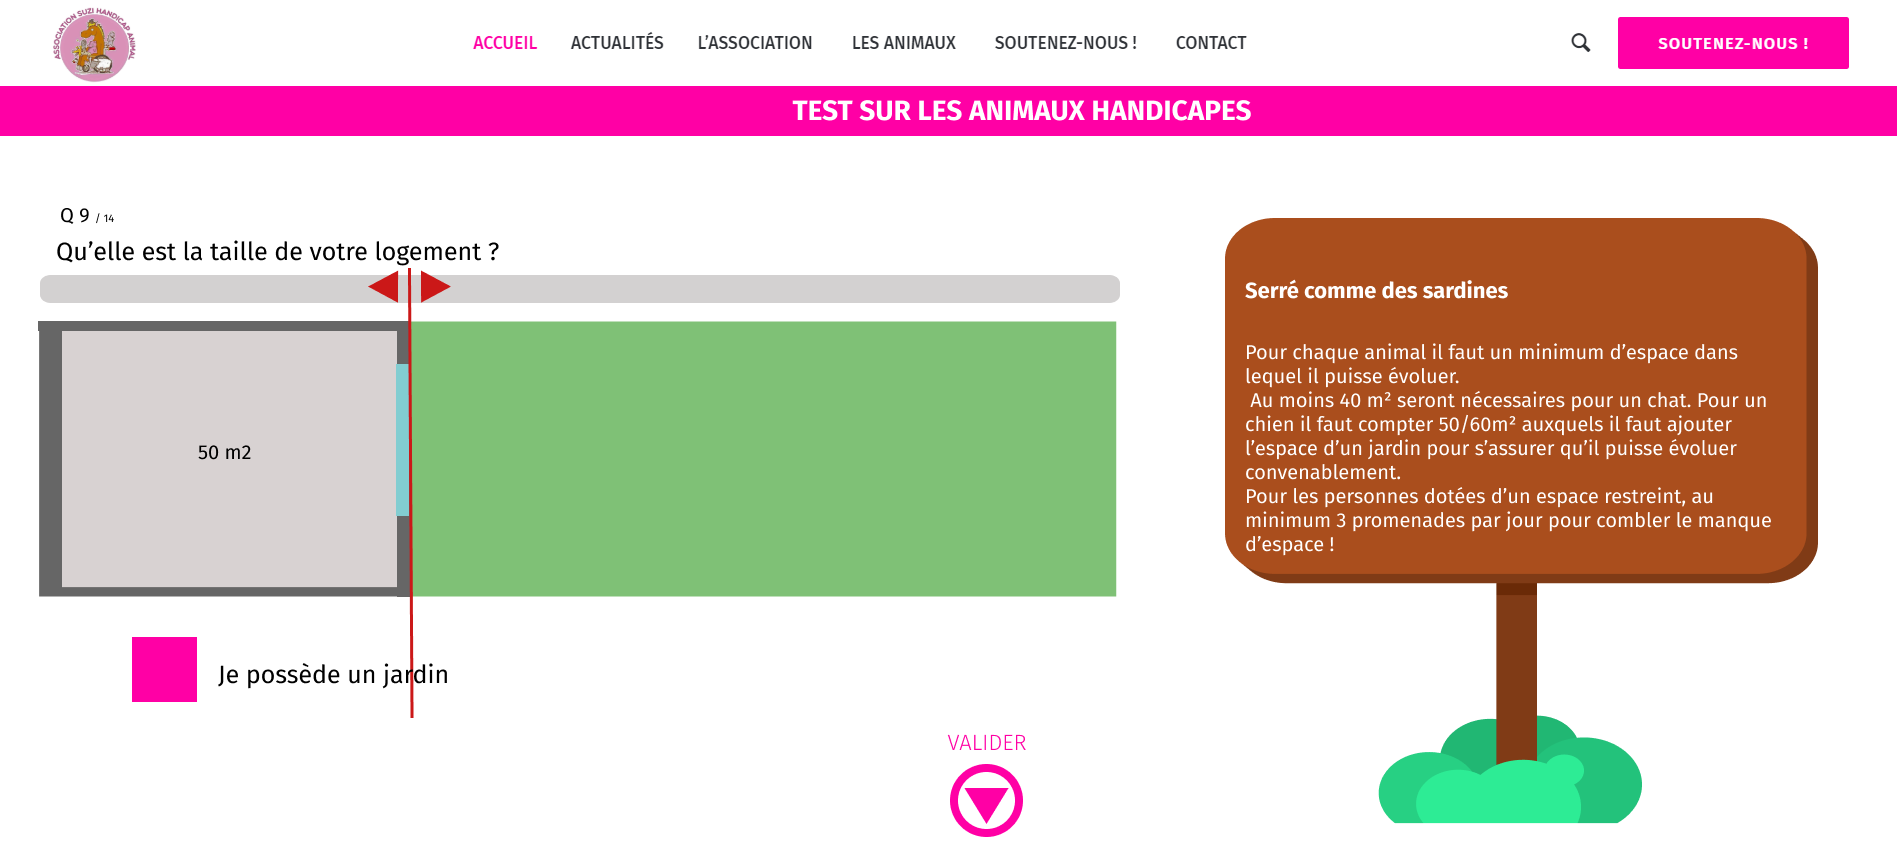 ASSOCIATION SUZI HANDICAP ANIMAL
ACCUEIL ACTUALITÉS L'ASSOCIATION LES ANIMAUX SOUTENEZ-NOUS ! CONTACT
SOUTENEZ-NOUS !
TEST SUR LES ANIMAUX HANDICAPES
Q 9 / 14
Qu’elle est la taille de votre logement ?
50 m2
Je possède un jardin
VALIDER
Serré comme des sardines
Pour chaque animal il faut un minimum d’espace dans
lequel il puisse évoluer.
Au moins 40 m² seront nécessaires pour un chat. Pour un
chien il faut compter 50/60m² auxquels il faut ajouter
l’espace d’un jardin pour s’assurer qu’il puisse évoluer
convenablement.
Pour les personnes dotées d’un espace restreint, au
minimum 3 promenades par jour pour combler le manque
d’espace !